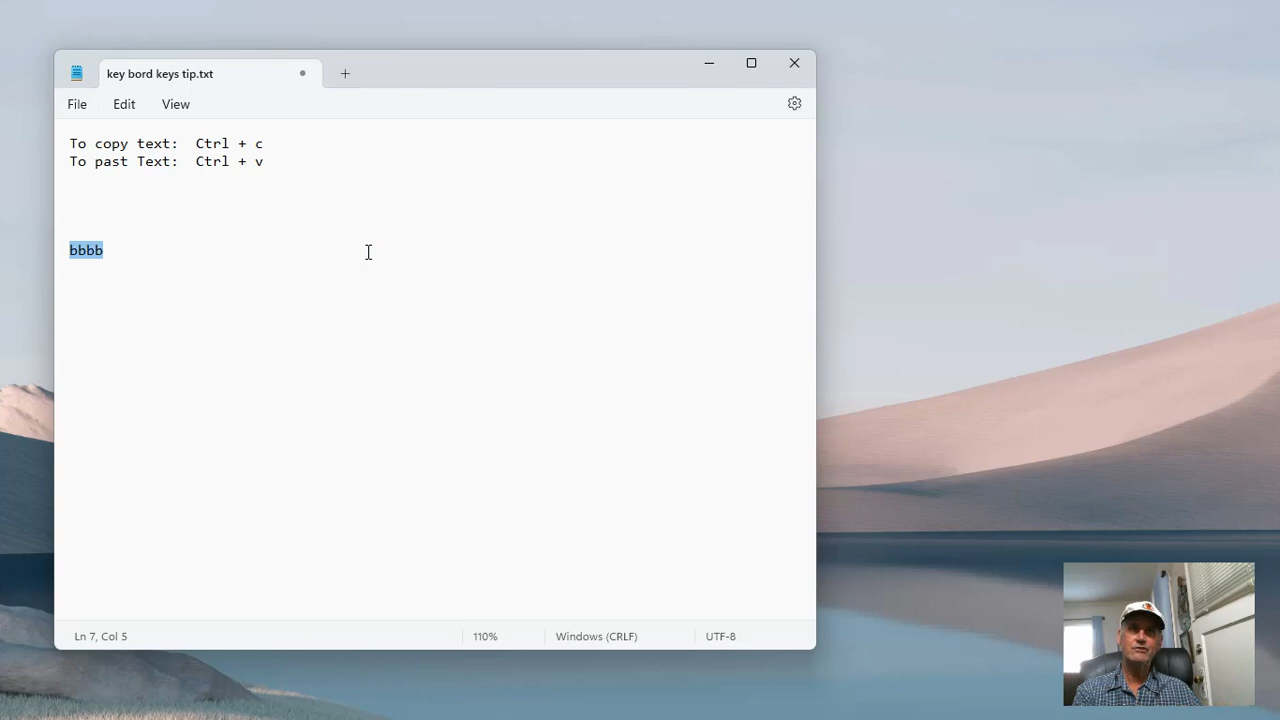 key bord keys tip.txt
File Edit View
To copy text: Ctrl + c
To past Text: Ctrl + v
bbbb
Ln 7, Col 5 110% Windows (CRLF) UTF-8